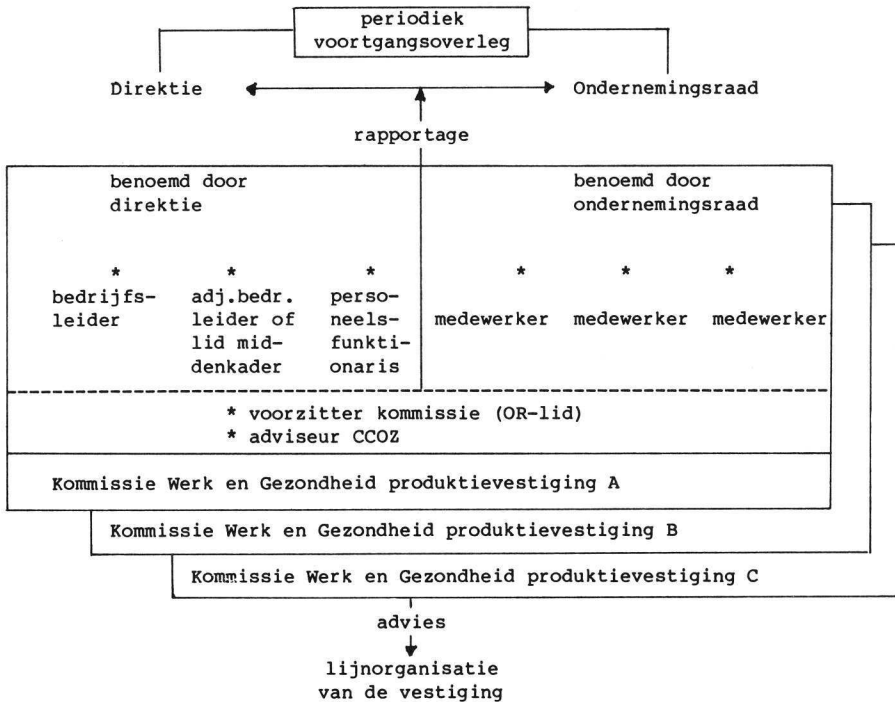 periodiek
voortgangsoverleg
Direktie Ondernemingsraad
rapportage
benoemd door
direktie
benoemd door
ondernemingsraad
* * * * * *
bedrijfs-
leider
adj.bedr.
leider of
lid mid-
denkader
perso-
neels-
funkti-
onaris
medewerker medewerker medewerker
* voorzitter kommissie (OR-lid)
* adviseur CCOZ
Kommissie Werk en Gezondheid produktievestiging A
Kommissie Werk en Gezondheid produktievestiging B
Kommissie Werk en Gezondheid produktievestiging C
advies
lijnorganisatie
van de vestiging